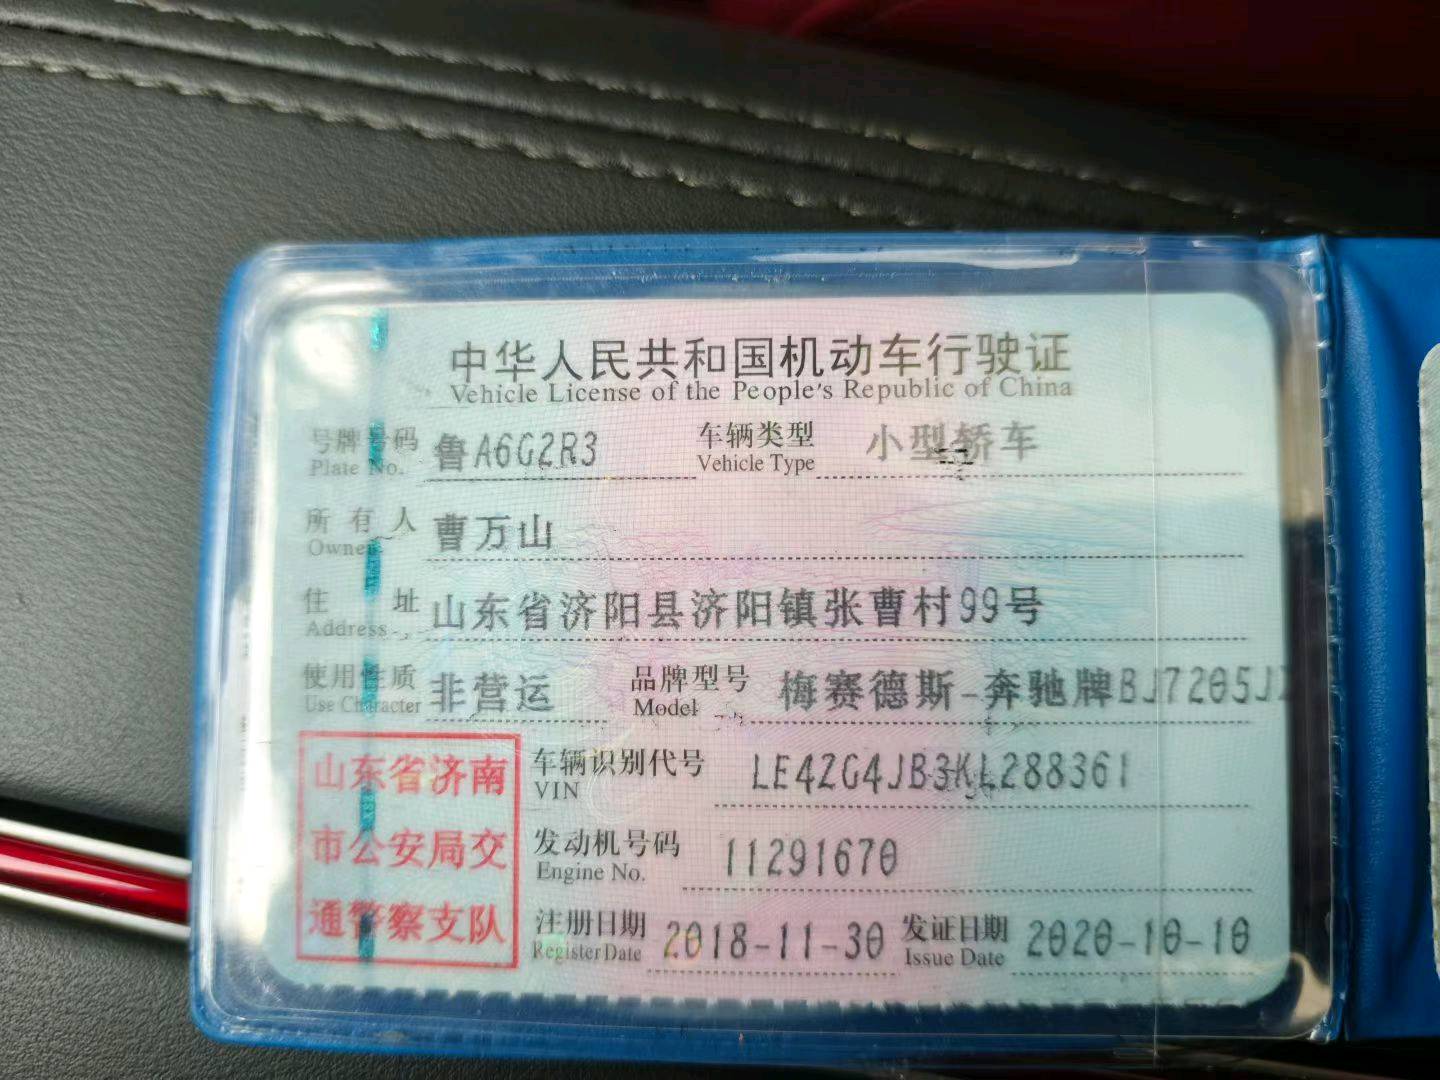 中华人民共和国机动车行驶证
Vehicle License of the People's Republic of China
号牌号码 鲁A6G2R3 车辆类型 小型轿车
Plate No. Vehicle Type
所有人 曹万山
Owner
住址 山东省济阳县济阳镇张曹村99号
Address
使用性质 非营运 品牌型号 梅赛德斯-奔驰牌BJ7205J
Use Character Model
山东省济南
市公安局交
通警察支队
车辆识别代号 LE4ZG4JB3KL288361
VIN
发动机号码 11291670
Engine No.
注册日期 2018-11-30 发证日期 2020-10-10
Register Date Issue Date